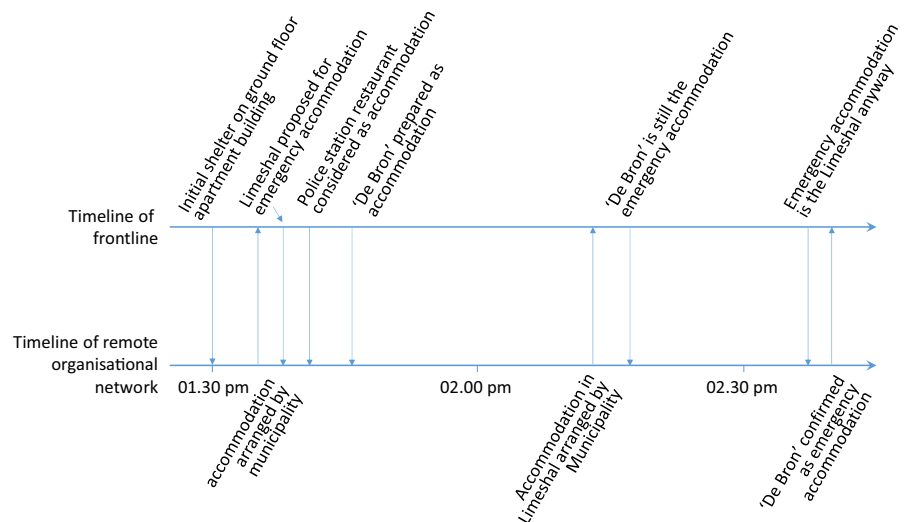 Initial shelter on ground floor
apartment building
Limeshal proposed for
emergency accommodation
Police station restaurant
considered as accommodation
‘De Bron’ prepared as
accommodation
‘De Bron’ is still the
emergency accommodation
Emergency accommodation
is the Limeshal anyway
Timeline of
frontline
Timeline of remote
organisational
network
01.30 pm
02.00 pm
02.30 pm
accommodation
arranged by
municipality
Accommodation in
Limeshal arranged by
Municipality
‘De Bron’ confirmed
as emergency
accommodation